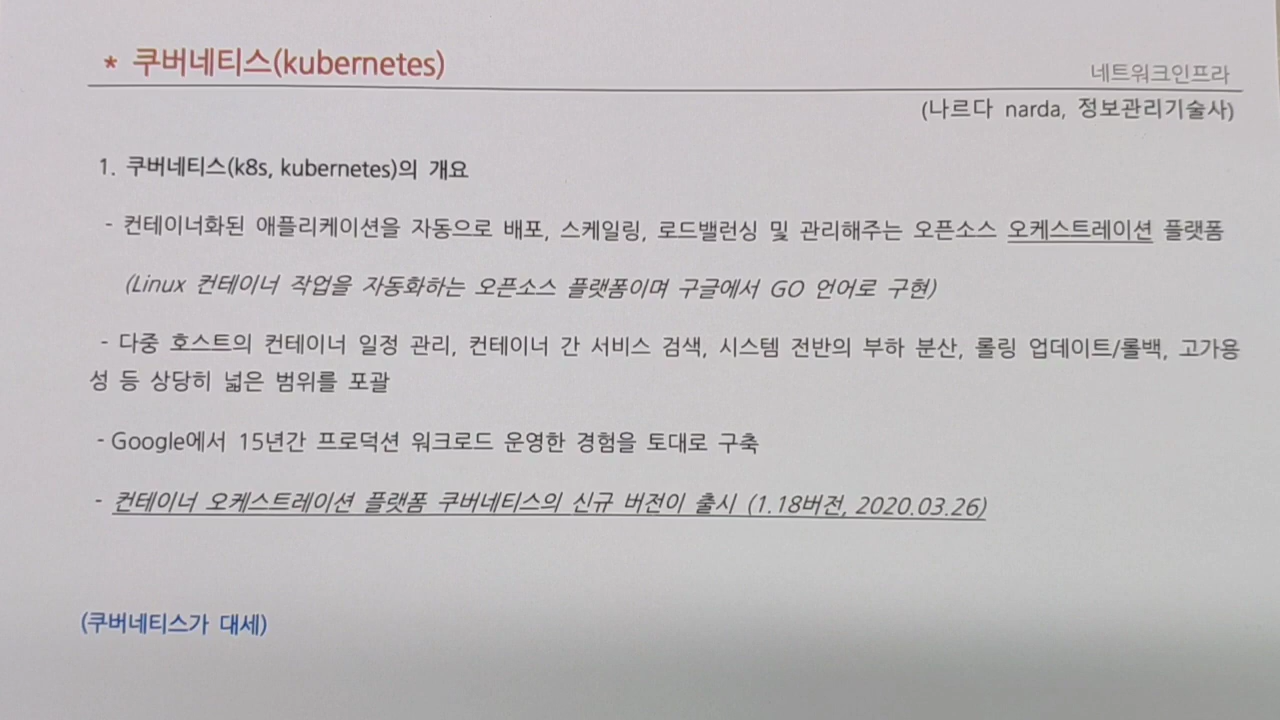 * 쿠버네티스(kubernetes)
네트워크인프라
(나르다 narda, 정보관리기술사)
1. 쿠버네티스(k8s, kubernetes)의 개요
- 컨테이너화된 애플리케이션을 자동으로 배포, 스케일링, 로드밸런싱 및 관리해주는 오픈소스 오케스트레이션 플랫폼
(Linux 컨테이너 작업을 자동화하는 오픈소스 플랫폼이며 구글에서 GO 언어로 구현)
- 다중 호스트의 컨테이너 일정 관리, 컨테이너 간 서비스 검색, 시스템 전반의 부하 분산, 롤링 업데이트/롤백, 고가용
성 등 상당히 넓은 범위를 포괄
- Google에서 15년간 프로덕션 워크로드 운영한 경험을 토대로 구축
- 컨테이너 오케스트레이션 플랫폼 쿠버네티스의 신규 버전이 출시 (1.18버전, 2020.03.26)
(쿠버네티스가 대세)